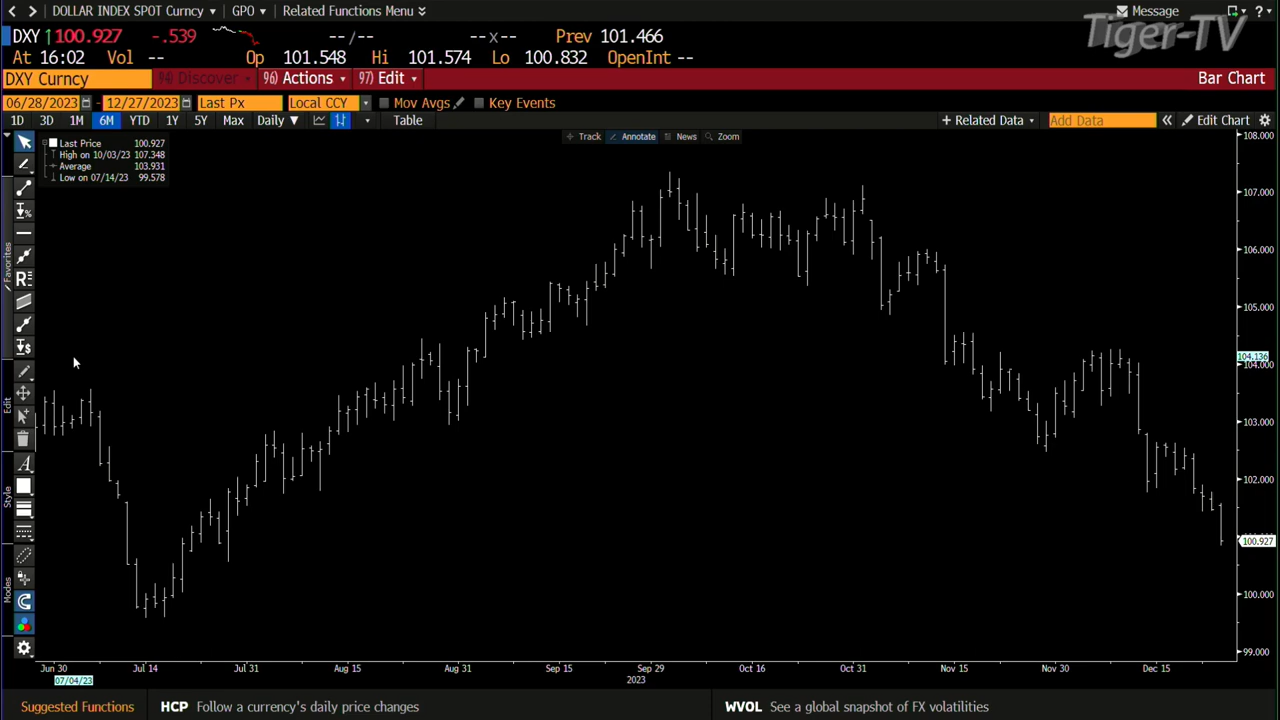 DOLLAR INDEX SPOT Curncy GPO Related Functions Menu Message ?
DXY 100.927 -.539 --/-- --x-- Prev 101.466
At 16:02 Vol -- Op 101.548 Hi 101.574 Lo 100.832 OpenInt --
Tiger-TV
DXY Curncy 94) Discover 96) Actions 97) Edit Bar Chart
06/28/2023 - 12/27/2023 Last Px Local CCY Mov Avgs Key Events
1D 3D 1M 6M YTD 1Y 5Y Max Daily Table + Related Data Add Data Edit Chart
Track Annotate News Zoom
Last Price 100.927
High on 10/03/23 107.348
Average 103.931
Low on 07/14/23 99.578
Favorites
Edit
Style
Modes
108.000
107.000
106.000
105.000
104.136
104.000
103.000
102.000
100.927
100.000
99.000
Jun 30 Jul 14 Jul 31 Aug 15 Aug 31 Sep 15 Sep 29 Oct 16 Oct 31 Nov 15 Nov 30 Dec 15
07/04/23 2023
Suggested Functions HCP Follow a currency's daily price changes WVOL See a global snapshot of FX volatilities